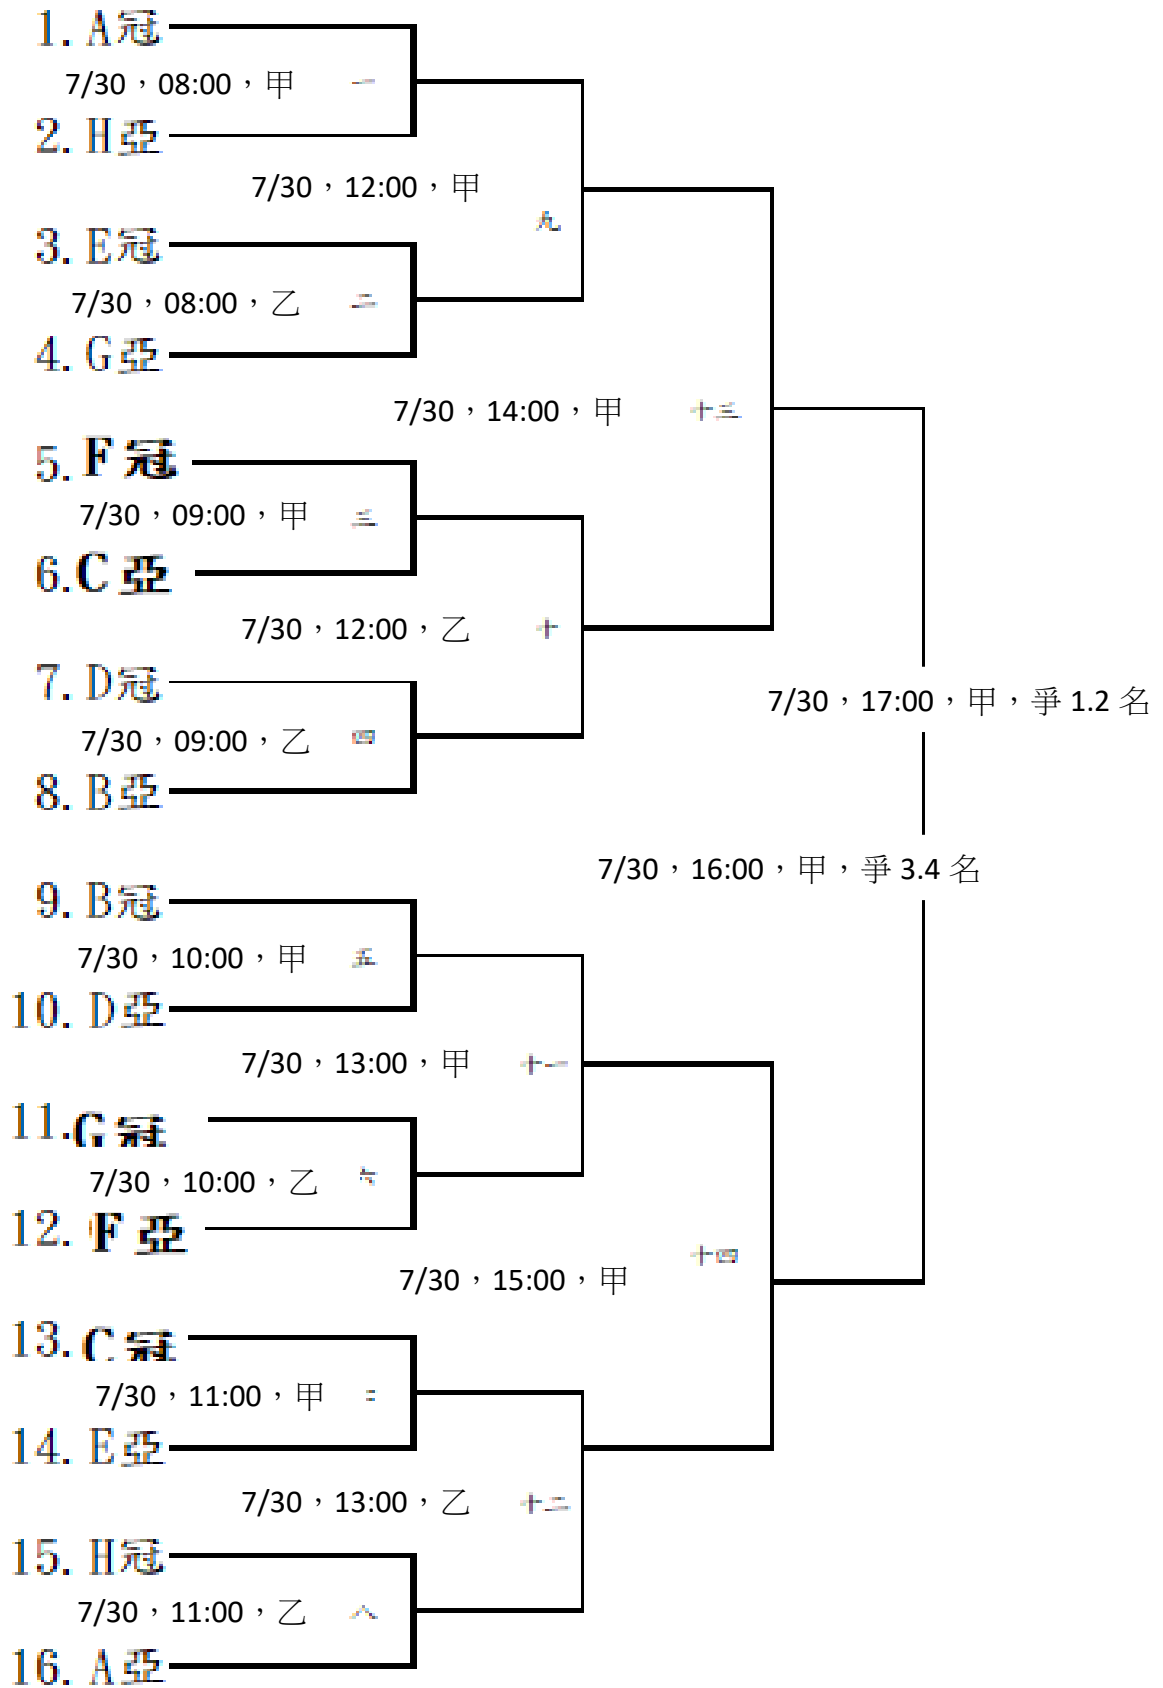 1. A冠
7/30，08:00，甲 一
2. H亞
7/30，12:00，甲
九
3. E冠
7/30，08:00，乙 二
4. G亞
7/30，14:00，甲 十三
5. F冠
7/30，09:00，甲 三
6. C亞
7/30，12:00，乙 十
7. D冠
7/30，17:00，甲，爭 1.2 名
7/30，09:00，乙 四
8. B亞
7/30，16:00，甲，爭 3.4 名
9. B冠
7/30，10:00，甲 五
10. D亞
7/30，13:00，甲 十一
11. G冠
7/30，10:00，乙
12. F亞
十四
7/30，15:00，甲
13. C冠
7/30，11:00，甲
14. E亞
7/30，13:00，乙 十二
15. H冠
7/30，11:00，乙 八
16. A亞